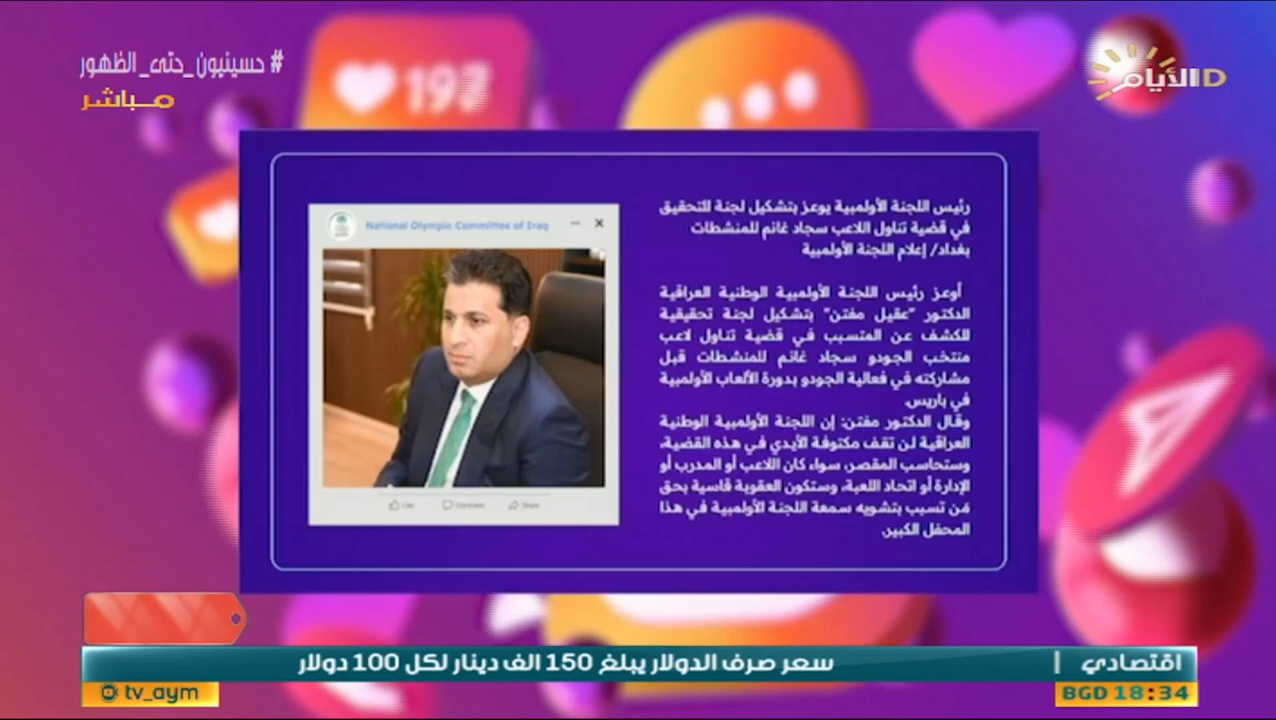 # حسينيون_حتى_الظهور
مباشر
الأيام
197
National Olympic Committee of Iraq
رئيس اللجنة الأولمبية يوعز بتشكيل لجنة للتحقيق
في قضية تناول اللاعب سجاد غانم للمنشطات
بغداد/ إعلام اللجنة الأولمبية
أوعز رئيس اللجنة الأولمبية الوطنية العراقية
الدكتور "عقيل مفتن" بتشكيل لجنة تحقيقية
للكشف عن المتسبب في قضية تناول لاعب
منتخب الجودو سجاد غانم للمنشطات قبل
مشاركته في فعالية الجودو بدورة الألعاب الأولمبية
في باريس.
وقال الدكتور مفتن: إن اللجنة الأولمبية الوطنية
العراقية لن تقف مكتوفة الأيدي في هذه القضية،
وستحاسب المقصر، سواء كان اللاعب أو المدرب أو
الإدارة أو اتحاد اللعبة، وستكون العقوبة قاسية بحق
مَن تسبب بتشويه سمعة اللجنة الأولمبية في هذا
المحفل الكبير.
Like Comment Share
اقتصادي | سعر صرف الدولار يبلغ 150 الف دينار لكل 100 دولار
tv_aym
BGD 18:34